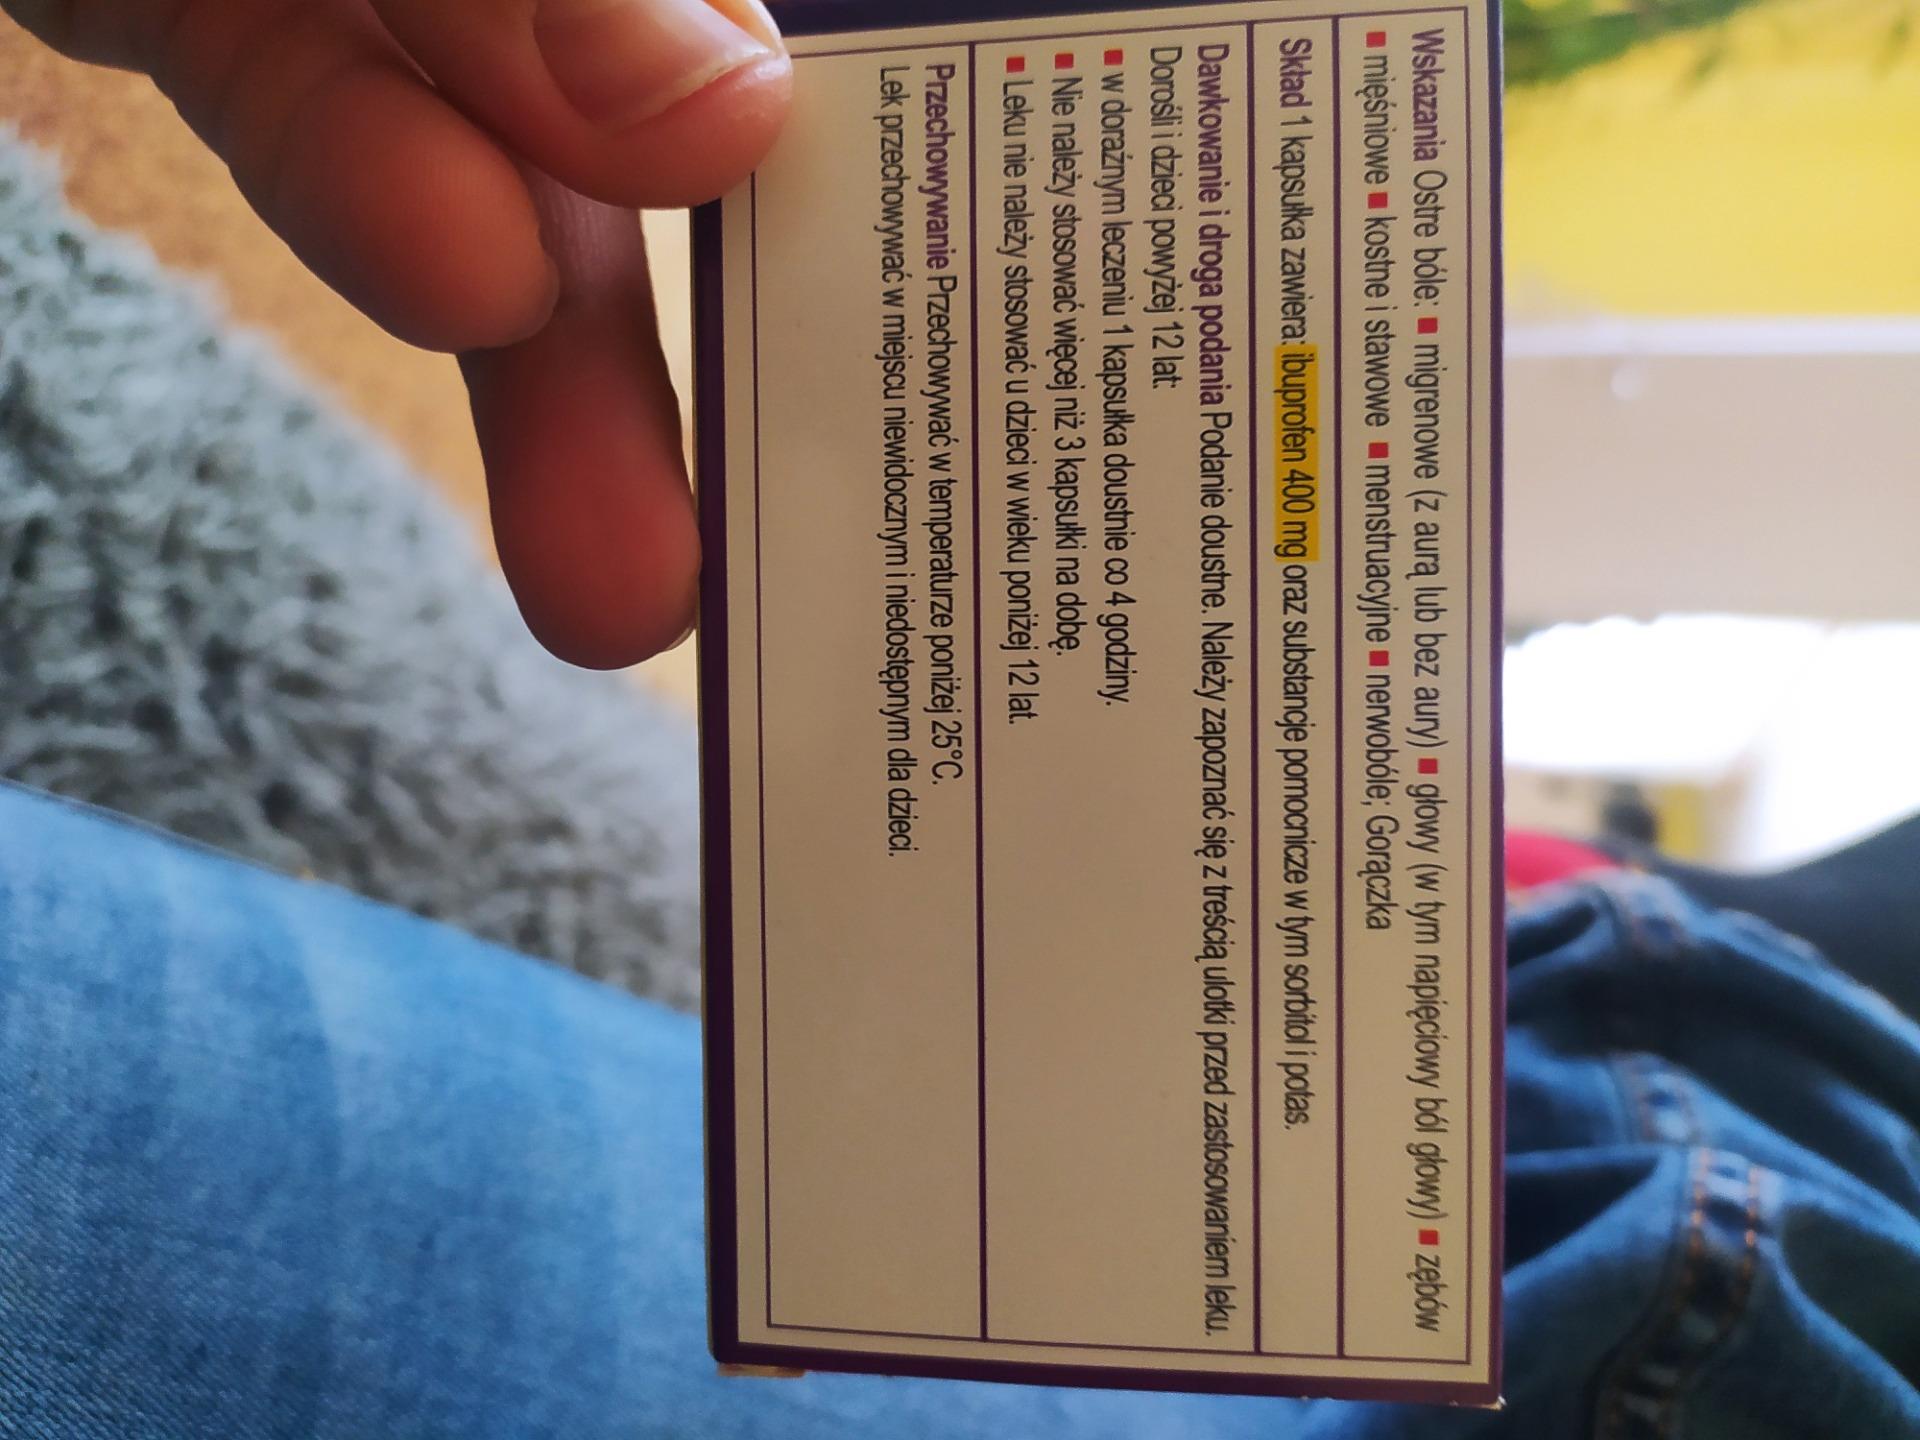 Wskazania Ostre bóle: ▪ migrenowe (z aurą lub bez aury) ▪ głowy (w tym napięciowy ból głowy) ▪ zębów
▪ mięśniowe ▪ kostne i stawowe ▪ menstruacyjne ▪ nerwobóle; Gorączka
Skład 1 kapsułka zawiera: ibuprofen 400 mg oraz substancje pomocnicze w tym sorbitol i potas.
Dawkowanie i droga podania Podanie doustne. Należy zapoznać się z treścią ulotki przed zastosowaniem leku.
Dorośli i dzieci powyżej 12 lat:
▪ w doraźnym leczeniu 1 kapsułka doustnie co 4 godziny.
▪ Nie należy stosować więcej niż 3 kapsułki na dobę.
▪ Leku nie należy stosować u dzieci w wieku poniżej 12 lat.
Przechowywanie Przechowywać w temperaturze poniżej 25°C.
Lek przechowywać w miejscu niewidocznym i niedostępnym dla dzieci.